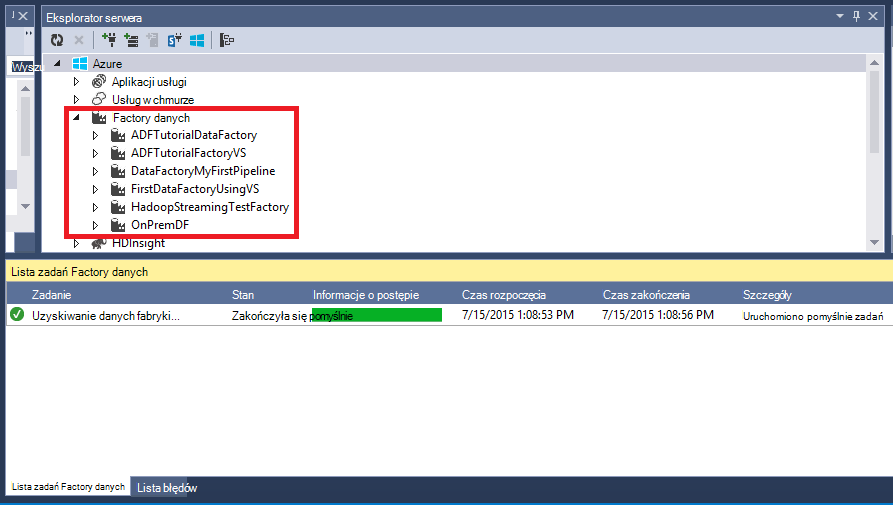 Eksplorator serwera
Wyszu
Azure
Aplikacji usługi
Usług w chmurze
Factory danych
ADFTutorialDataFactory
ADFTutorialFactoryVS
DataFactoryMyFirstPipeline
FirstDataFactoryUsingVS
HadoopStreamingTestFactory
OnPremDF
HDInsight
Lista zadań Factory danych
Zadanie Stan Informacje o postępie Czas rozpoczęcia Czas zakończenia Szczegóły
Uzyskiwanie danych fabryki... Zakończyła się pomyślnie 7/15/2015 1:08:53 PM 7/15/2015 1:08:56 PM Uruchomiono pomyślnie zadań
Lista zadań Factory danych Lista błędów